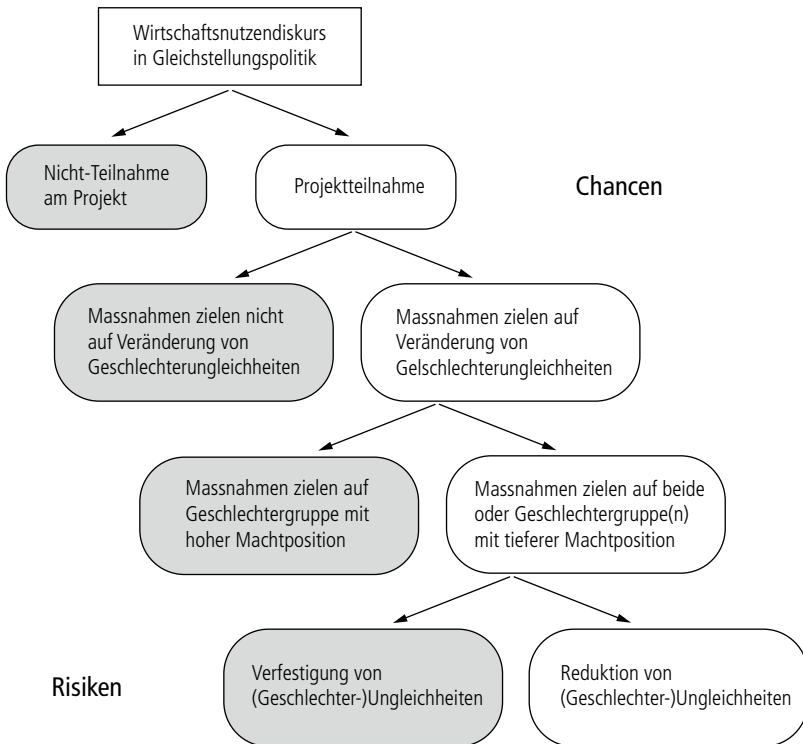 Wirtschaftsnutzendiskurs
in Gleichstellungspolitik
Nicht-Teilnahme
am Projekt
Projektteilnahme
Chancen
Massnahmen zielen nicht
auf Veränderung von
Geschlechterungleichheiten
Massnahmen zielen auf
Veränderung von
Gelschlechterungleichheiten
Massnahmen zielen auf
Geschlechtergruppe mit
hoher Machtposition
Massnahmen zielen auf beide
oder Geschlechtergruppe(n)
mit tieferer Machtposition
Risiken
Verfestigung von
(Geschlechter-)Ungleichheiten
Reduktion von
(Geschlechter-)Ungleichheiten